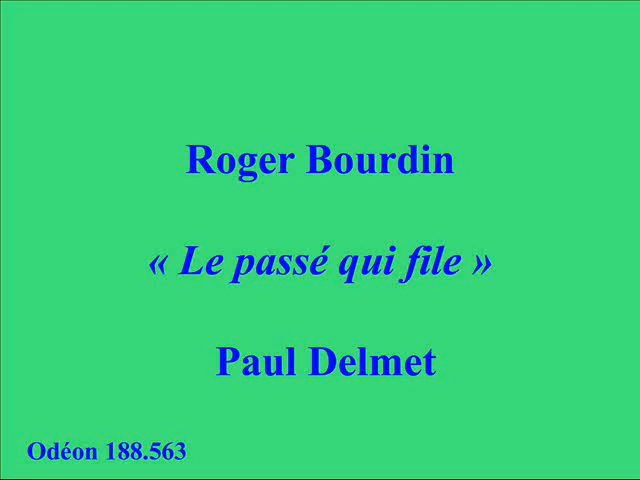 Roger Bourdin
« Le passé qui file »
Paul Delmet
Odéon 188.563